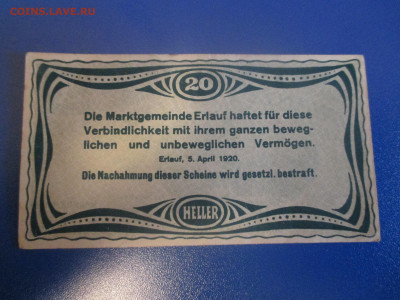 COINS.LAVE.RU
20
Die Marktgemeinde Erlauf haftet für diese
Verbindlichkeit mit ihrem ganzen beweg-
lichen und unbeweglichen Vermögen.
Erlauf, 5. April 1920.
Die Nachahmung dieser Scheine wird gesetzl. bestraft.
HELLER